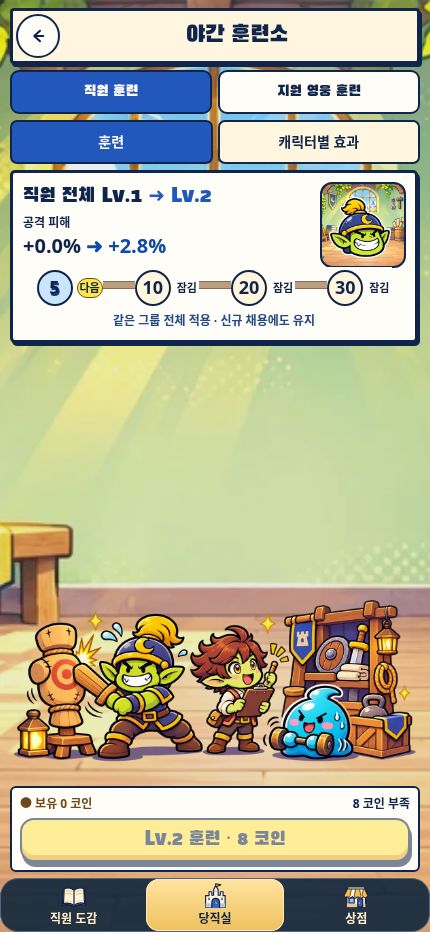 야간 훈련소
직원 훈련
지원 영웅 훈련
훈련
캐릭터별 효과
직원 전체 Lv.1 → Lv.2
공격 피해
+0.0% → +2.8%
5 다음 10 잠김 20 잠김 30 잠김
같은 그룹 전체 적용 · 신규 채용에도 유지
보유 0 코인
8 코인 부족
Lv.2 훈련 · 8 코인
직원 도감
당직실
상점